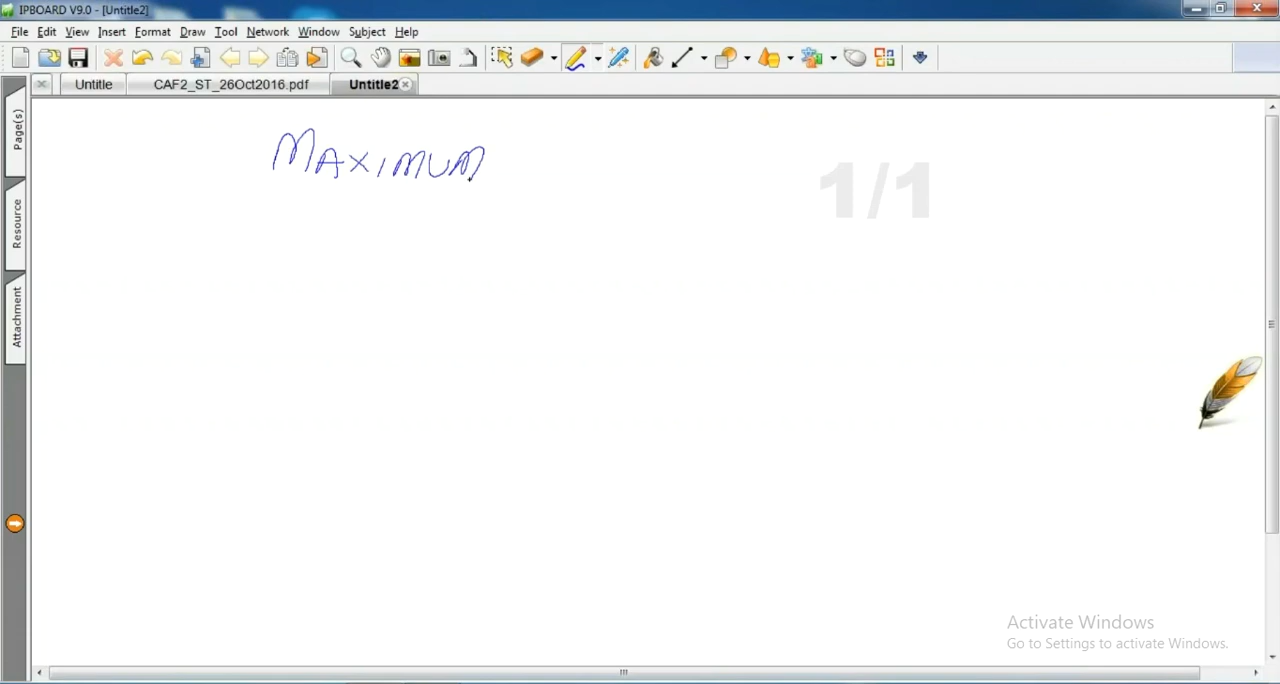 IPBOARD V9.0 - [Untitle2]
File Edit View Insert Format Draw Tool Network Window Subject Help
Untitle CAF2_ST_26Oct2016.pdf Untitle2
Page(s)
Resource
Attachment
MAXIMUM
1/1
Activate Windows
Go to Settings to activate Windows.